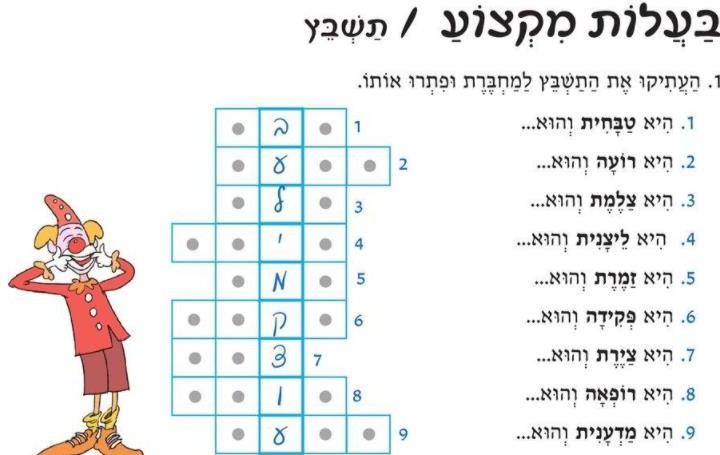 בַּעֲלוֹת מִקְצוֹעַ / תַּשְׁבֵּץ
1. הַעֲתִיקוּ אֶת הַתַּשְׁבֵּץ לַמַּחְבֶּרֶת וּפִתְרוּ אוֹתוֹ.
1. הִיא טַבָּחִית וְהוּא...
2. הִיא רוֹעָה וְהוּא...
3. הִיא צַלֶּמֶת וְהוּא...
4. הִיא לֵיצָנִית וְהוּא...
5. הִיא זַמֶּרֶת וְהוּא...
6. הִיא פְּקִידָה וְהוּא...
7. הִיא צַיֶּרֶת וְהוּא...
8. הִיא רוֹפְאָה וְהוּא...
9. הִיא מַדְעָנִית וְהוּא...
1 ב
2 ע
3 ל
4 י
5 מ
6 ק
7 צ
8 ו
9 ע